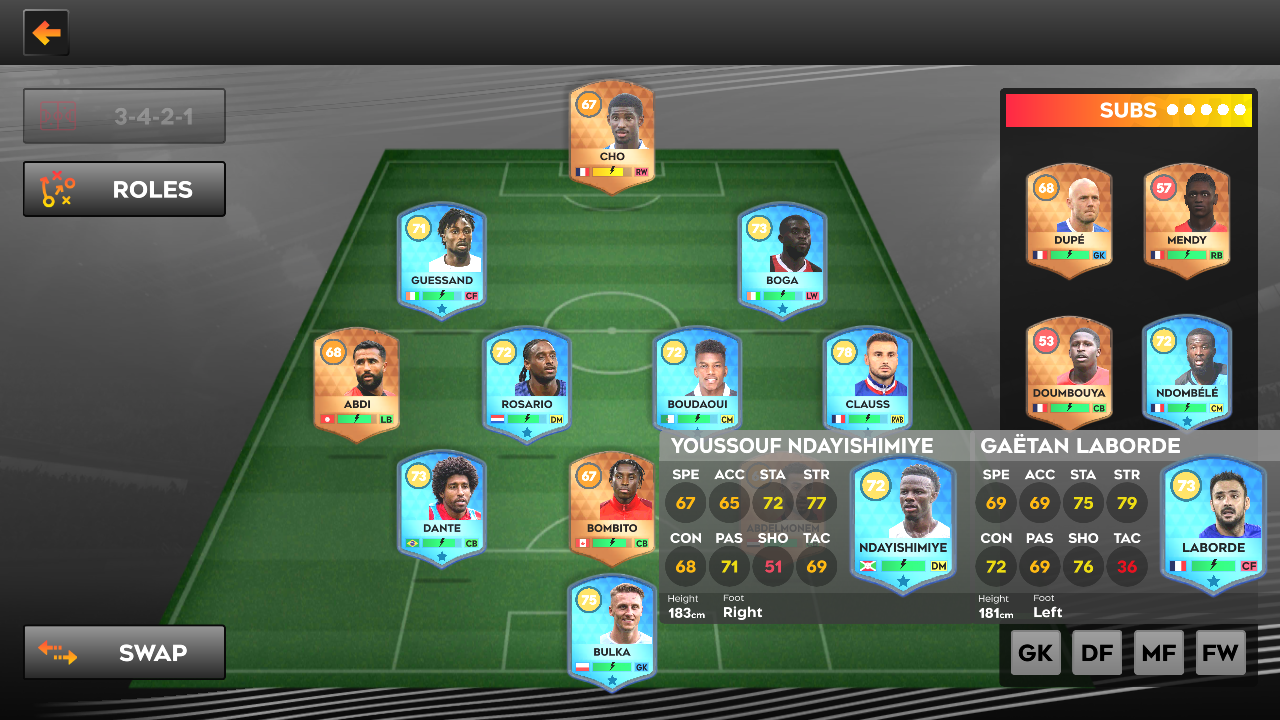 3-4-2-1
ROLES
67
CHO
RW
71
GUESSAND
CF
73
BOGA
LW
68
ABDI
LB
72
ROSARIO
DM
72
BOUDAOUI
CM
78
CLAUSS
RWB
73
DANTE
CB
67
BOMBITO
CB
ABDELMONEM
75
BULKA
GK
SWAP
SUBS
68
DUPÉ
GK
57
MENDY
RB
53
DOUMBOUYA
CB
72
NDOMBÉLÉ
CM
YOUSSOUF NDAYISHIMIYE
SPE ACC STA STR
67 65 72 77
CON PAS SHO TAC
68 71 51 69
Height Foot
183cm Right
72
NDAYISHIMIYE
DM
GAËTAN LABORDE
SPE ACC STA STR
69 69 75 79
CON PAS SHO TAC
72 69 76 36
Height Foot
181cm Left
73
LABORDE
CF
GK DF MF FW